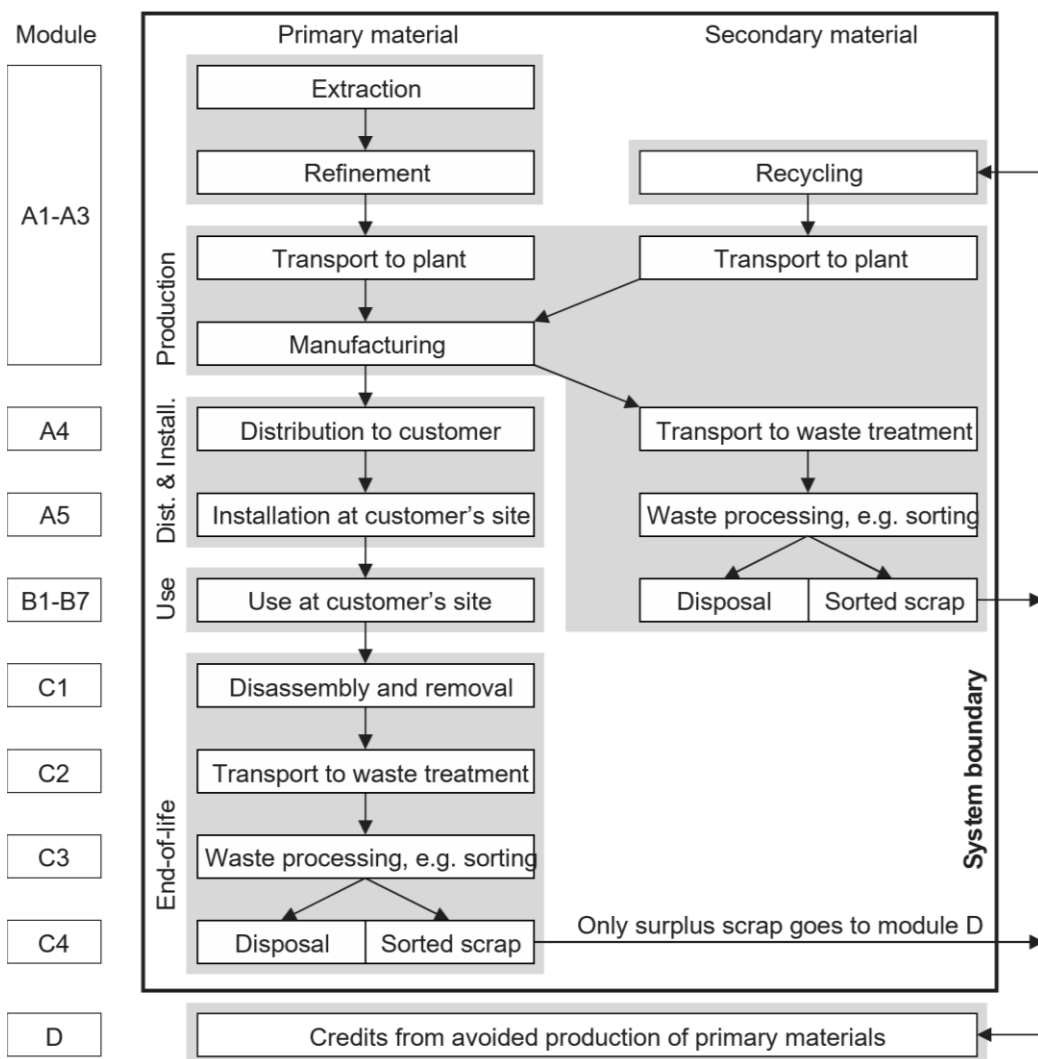 Module
Primary material
Secondary material
A1-A3
Extraction
Refinement
Recycling
Production
Transport to plant
Transport to plant
Manufacturing
A4
Dist. & Install.
Distribution to customer
Transport to waste treatment
A5
Installation at customer's site
Waste processing, e.g. sorting
B1-B7
Use
Use at customer's site
Disposal
Sorted scrap
C1
Disassembly and removal
System boundary
C2
Transport to waste treatment
End-of-life
C3
Waste processing, e.g. sorting
C4
Disposal
Sorted scrap
Only surplus scrap goes to module D
D
Credits from avoided production of primary materials